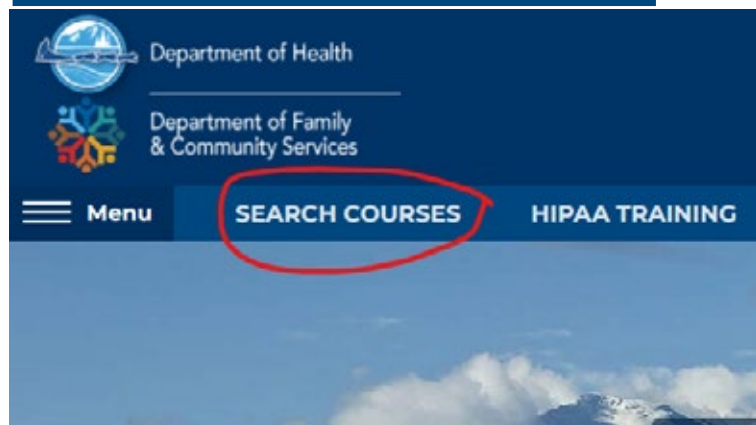 Department of Health
Department of Family
& Community Services
Menu SEARCH COURSES HIPAA TRAINING